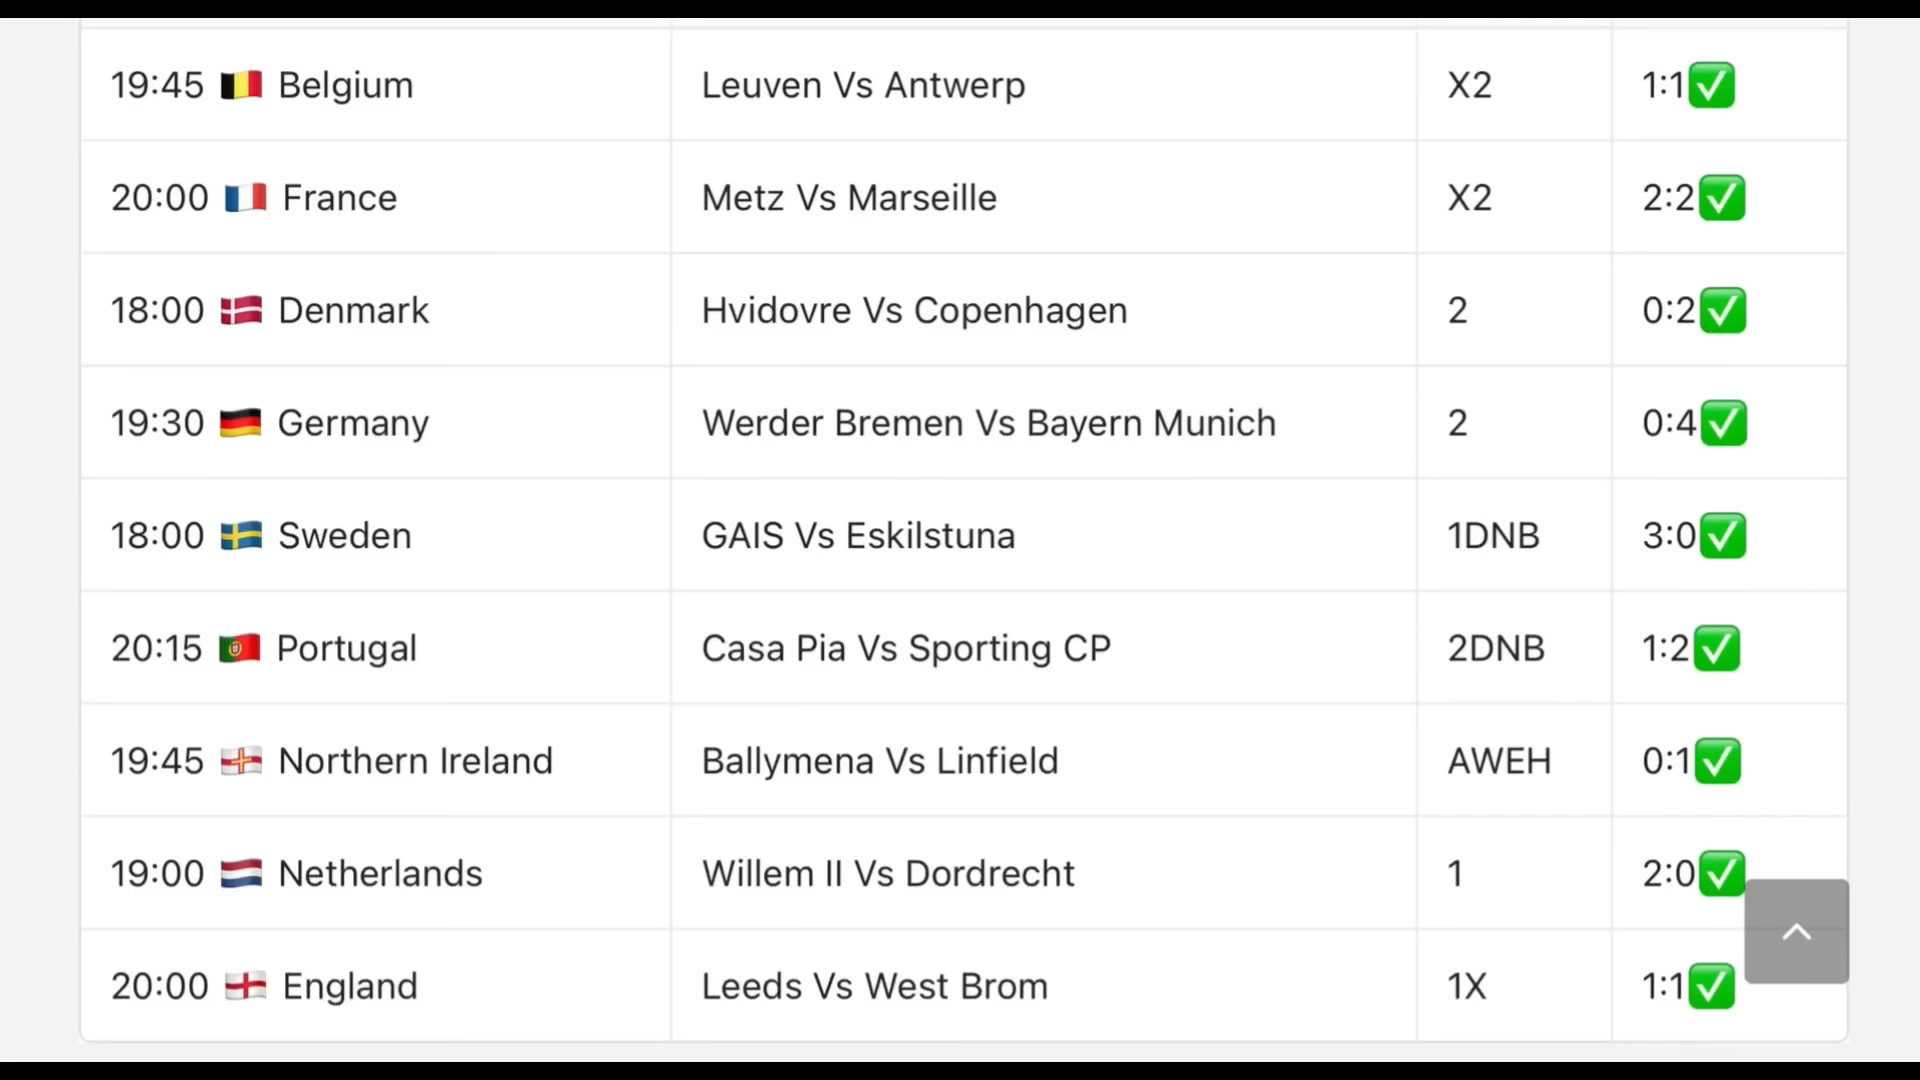 19:45 🇧🇪 Belgium Leuven Vs Antwerp X2 1:1✅
20:00 🇫🇷 France Metz Vs Marseille X2 2:2✅
18:00 🇩🇰 Denmark Hvidovre Vs Copenhagen 2 0:2✅
19:30 🇩🇪 Germany Werder Bremen Vs Bayern Munich 2 0:4✅
18:00 🇸🇪 Sweden GAIS Vs Eskilstuna 1DNB 3:0✅
20:15 🇵🇹 Portugal Casa Pia Vs Sporting CP 2DNB 1:2✅
19:45 🇬🇬 Northern Ireland Ballymena Vs Linfield AWEH 0:1✅
19:00 🇳🇱 Netherlands Willem II Vs Dordrecht 1 2:0✅
20:00 🏴󠁧󠁢󠁥󠁮󠁧󠁿 England Leeds Vs West Brom 1X 1:1✅